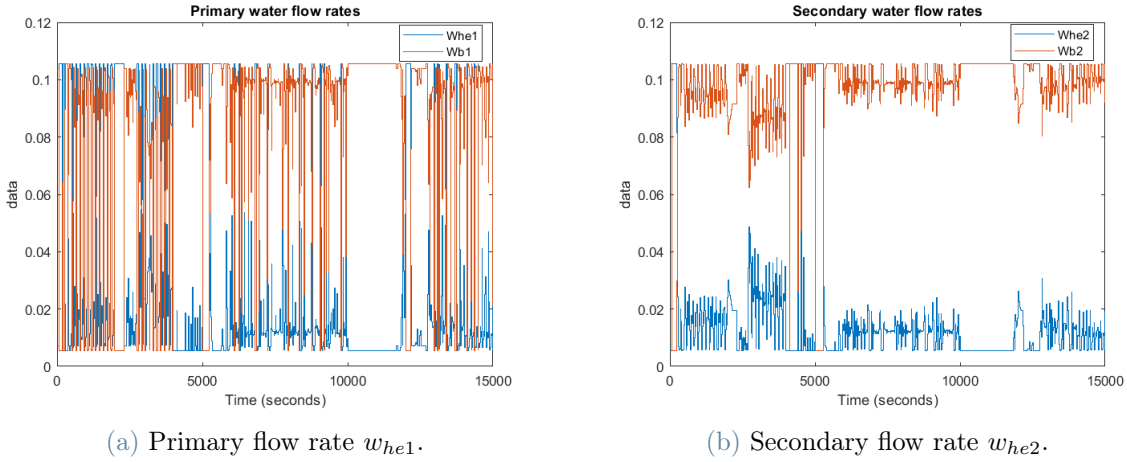 Primary water flow rates
0.12
0.1
0.08
0.06
0.04
0.02
0
data
0
5000
10000
15000
Time (seconds)
Whe1
Wb1
(a) Primary flow rate w_{he1}.
Secondary water flow rates
0.12
0.1
0.08
0.06
0.04
0.02
0
data
0
5000
10000
15000
Time (seconds)
Whe2
Wb2
(b) Secondary flow rate w_{he2}.